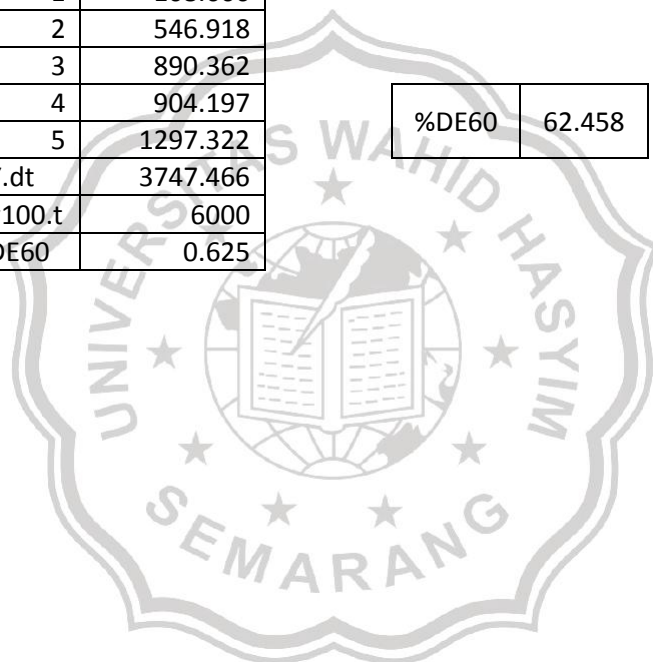 2 546.918
3 890.362
4 904.197
5 1297.322
.dt 3747.466
100.t 6000
DE60 0.625
%DE60 62.458
UNIVERSITAS WAHID HASYIM
SEMARANG